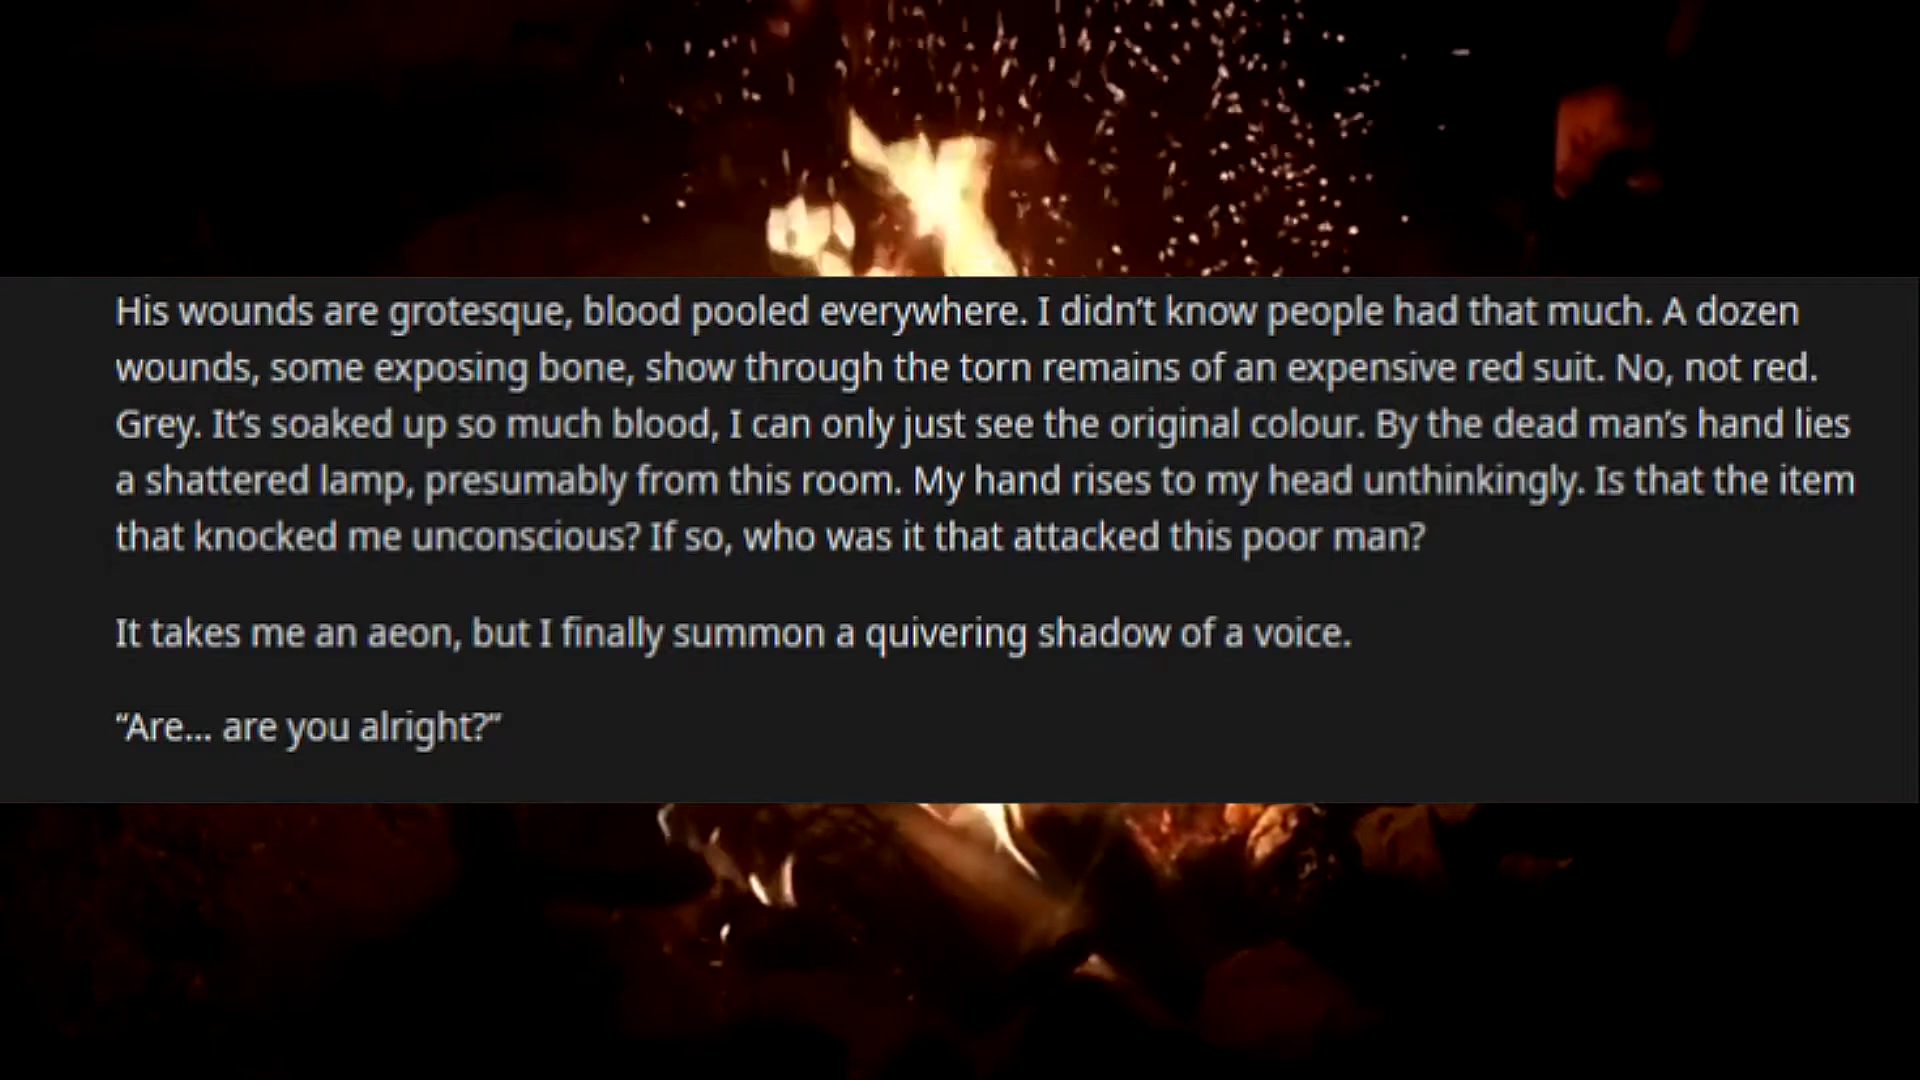 His wounds are grotesque, blood pooled everywhere. I didn’t know people had that much. A dozen
wounds, some exposing bone, show through the torn remains of an expensive red suit. No, not red.
Grey. It’s soaked up so much blood, I can only just see the original colour. By the dead man’s hand lies
a shattered lamp, presumably from this room. My hand rises to my head unthinkingly. Is that the item
that knocked me unconscious? If so, who was it that attacked this poor man?
It takes me an aeon, but I finally summon a quivering shadow of a voice.
“Are... are you alright?”